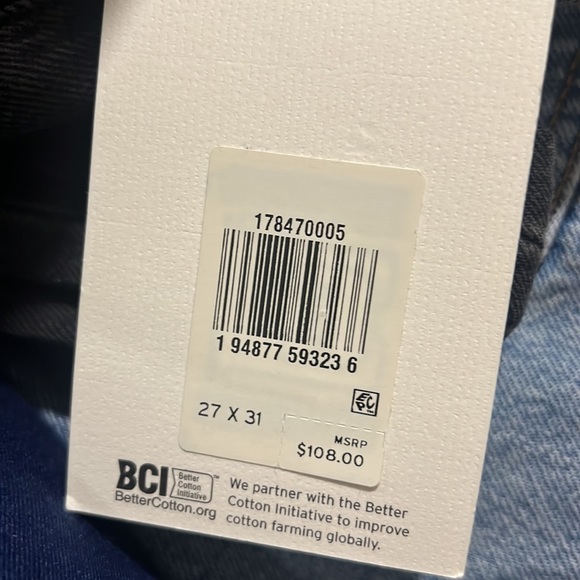 178470005
1 94877 59323 6
27 X 31
MSRP
$108.00
BCI
Better
Cotton
Initiative
™
BetterCotton.org
We partner with the Better
Cotton Initiative to improve
cotton farming globally.